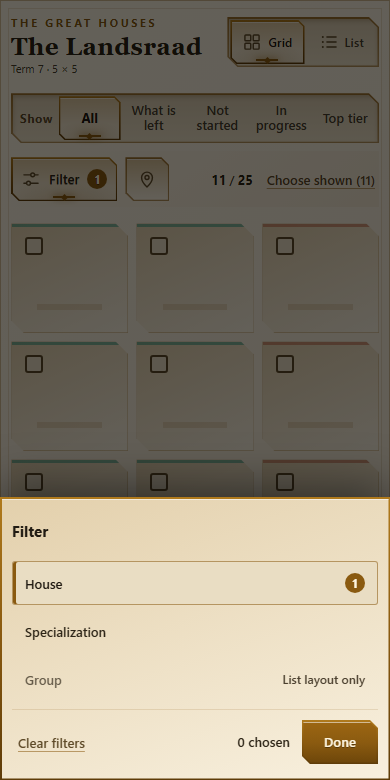 THE GREAT HOUSES
The Landsraad
Term 7 · 5 × 5
Grid
List
Show
All
What is left
Not started
In progress
Top tier
Filter 1
11 / 25
Choose shown (11)
Filter
House 1
Specialization
Group
List layout only
Clear filters
0 chosen
Done